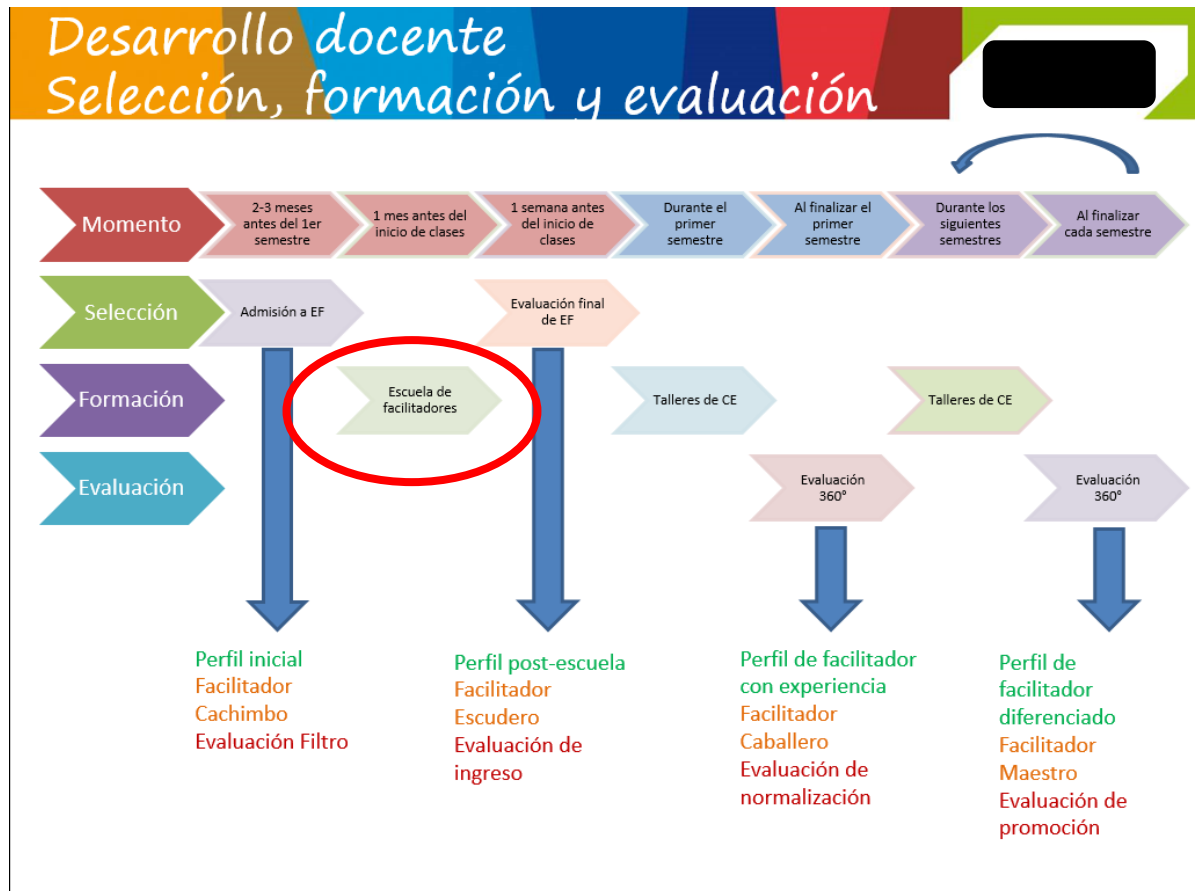 Desarrollo docente
Selección, formación y evaluación
Momento
2-3 meses
antes del 1er
semestre
1 mes antes del
inicio de clases
1 semana antes
del inicio de
clases
Durante el
primer
semestre
Al finalizar el
primer
semestre
Durante los
siguientes
semestres
Al finalizar
cada semestre
Selección
Admisión a EF
Evaluación final
de EF
Formación
Escuela de
facilitadores
Talleres de CE
Talleres de CE
Evaluación
Evaluación
360°
Evaluación
360°
Perfil inicial
Facilitador
Cachimbo
Evaluación Filtro
Perfil post-escuela
Facilitador
Escudero
Evaluación de
ingreso
Perfil de facilitador
con experiencia
Facilitador
Caballero
Evaluación de
normalización
Perfil de
facilitador
diferenciado
Facilitador
Maestro
Evaluación de
promoción